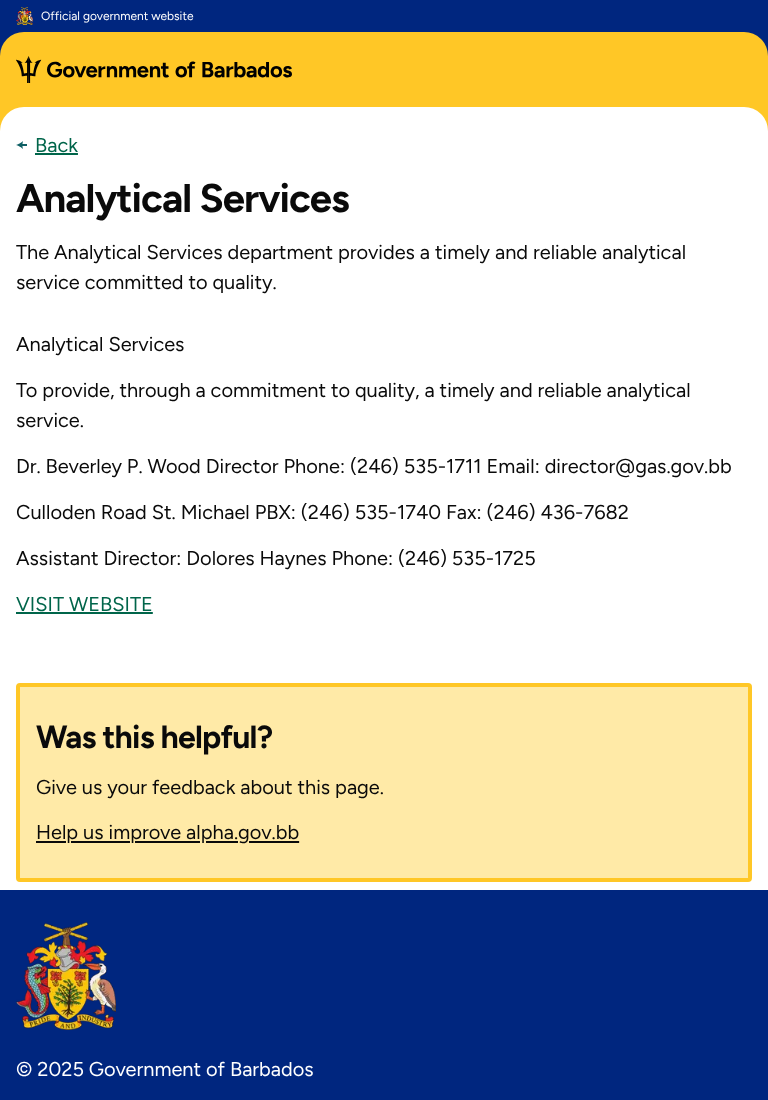 Official government website
Government of Barbados
Back
Analytical Services
The Analytical Services department provides a timely and reliable analytical
service committed to quality.
Analytical Services
To provide, through a commitment to quality, a timely and reliable analytical
service.
Dr. Beverley P. Wood Director Phone: (246) 535-1711 Email: director@gas.gov.bb
Culloden Road St. Michael PBX: (246) 535-1740 Fax: (246) 436-7682
Assistant Director: Dolores Haynes Phone: (246) 535-1725
VISIT WEBSITE
Was this helpful?
Give us your feedback about this page.
Help us improve alpha.gov.bb
PRIDE AND INDUSTRY
© 2025 Government of Barbados